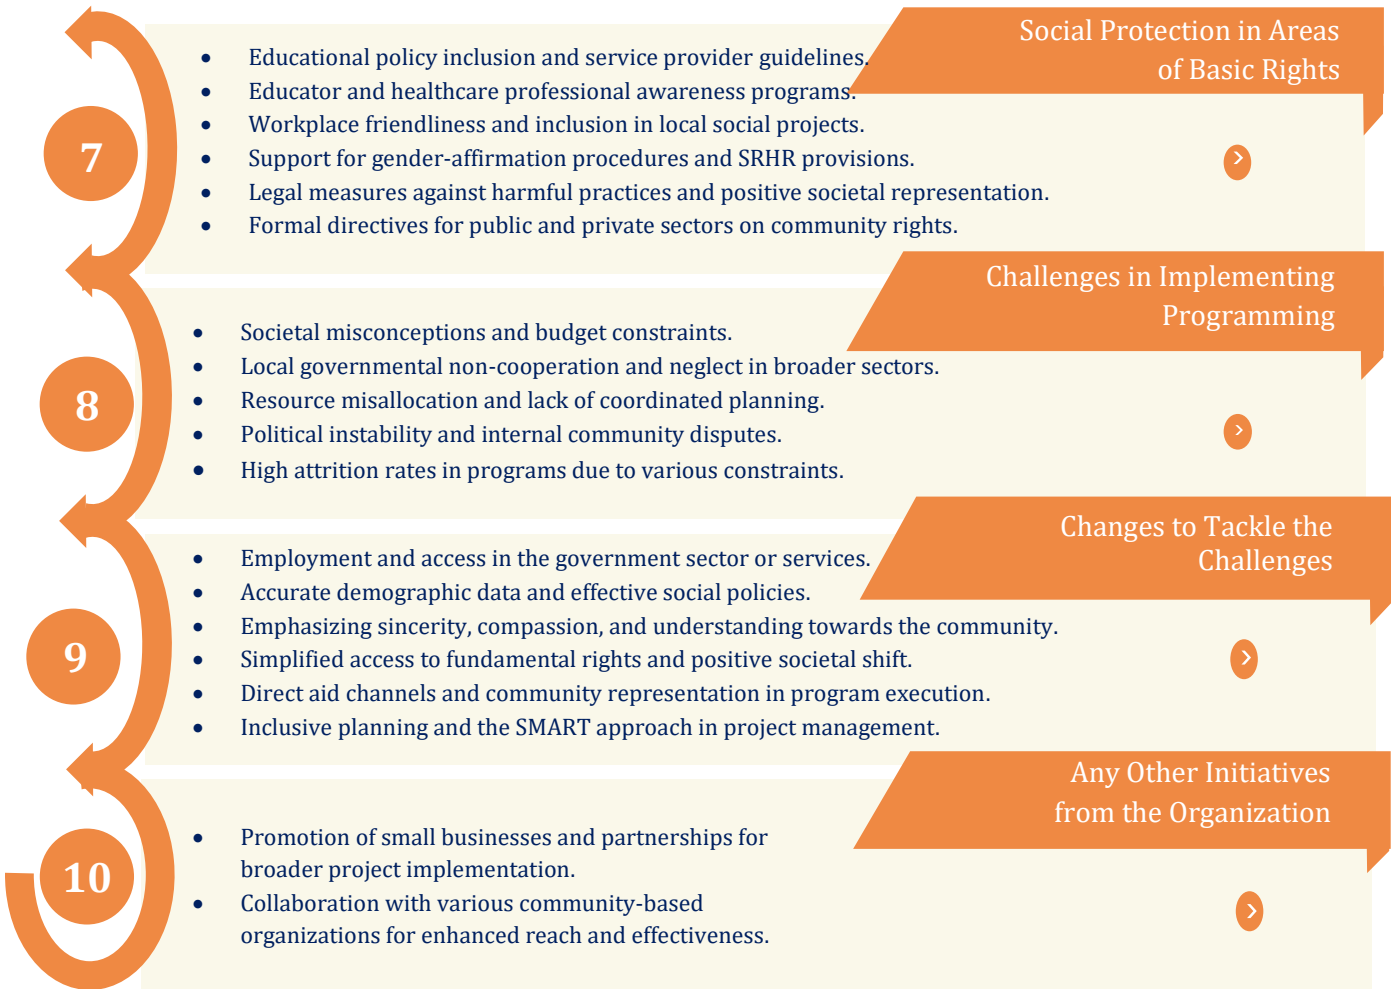 Social Protection in Areas
of Basic Rights
7
• Educational policy inclusion and service provider guidelines.
• Educator and healthcare professional awareness programs.
• Workplace friendliness and inclusion in local social projects.
• Support for gender-affirmation procedures and SRHR provisions.
• Legal measures against harmful practices and positive societal representation.
• Formal directives for public and private sectors on community rights.
Challenges in Implementing
Programming
8
• Societal misconceptions and budget constraints.
• Local governmental non-cooperation and neglect in broader sectors.
• Resource misallocation and lack of coordinated planning.
• Political instability and internal community disputes.
• High attrition rates in programs due to various constraints.
Changes to Tackle the
Challenges
9
• Employment and access in the government sector or services.
• Accurate demographic data and effective social policies.
• Emphasizing sincerity, compassion, and understanding towards the community.
• Simplified access to fundamental rights and positive societal shift.
• Direct aid channels and community representation in program execution.
• Inclusive planning and the SMART approach in project management.
Any Other Initiatives
from the Organization
10
• Promotion of small businesses and partnerships for
broader project implementation.
• Collaboration with various community-based
organizations for enhanced reach and effectiveness.